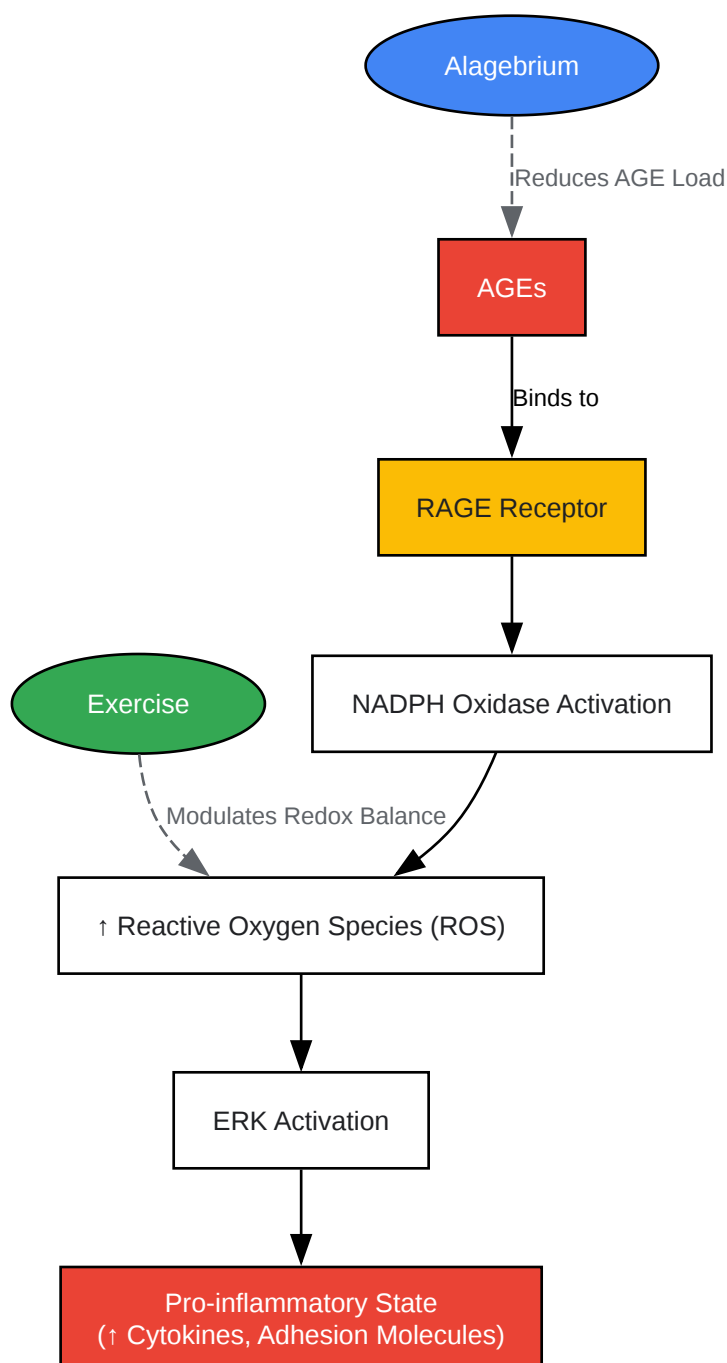 Alagebrium
Reduces AGE Load
AGEs
Binds to
RAGE Receptor
Exercise
NADPH Oxidase Activation
Modulates Redox Balance
↑ Reactive Oxygen Species (ROS)
ERK Activation
Pro-inflammatory State
(↑ Cytokines, Adhesion Molecules)